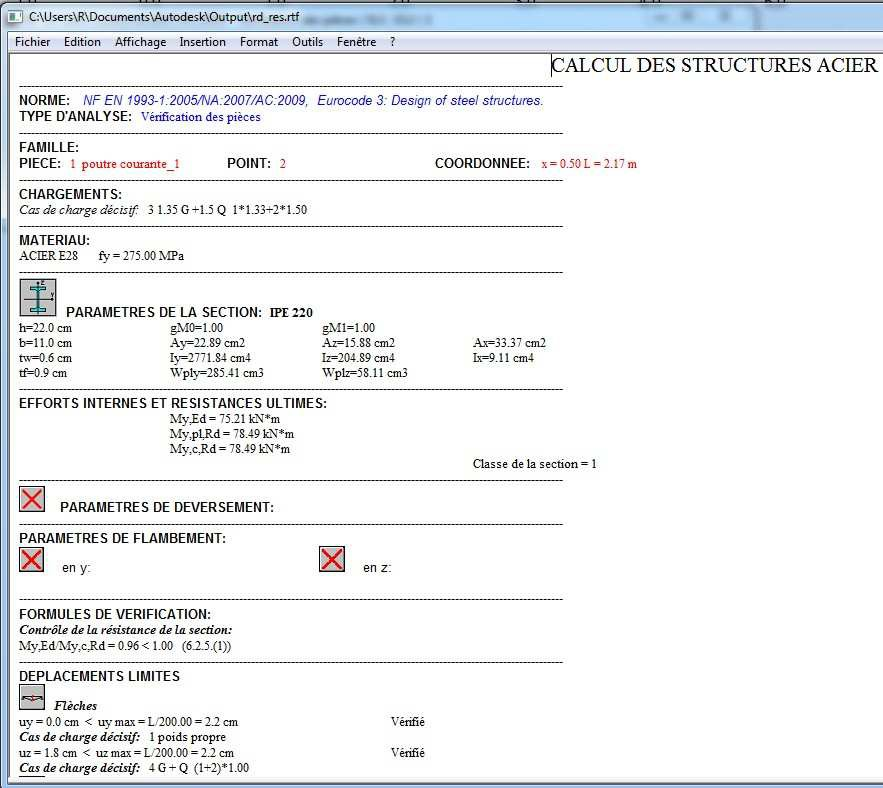 C:\Users\R\Documents\Autodesk\Output\rd_res.rtf
Fichier Edition Affichage Insertion Format Outils Fenêtre ?
CALCUL DES STRUCTURES ACIER
NORME: NF EN 1993-1:2005/NA:2007/AC:2009, Eurocode 3: Design of steel structures.
TYPE D'ANALYSE: Vérification des pièces
FAMILLE:
PIECE: 1 poutre courante_1 POINT: 2 COORDONNEE: x = 0.50 L = 2.17 m
CHARGEMENTS:
Cas de charge décisif: 3 1.35 G +1.5 Q 1*1.33+2*1.50
MATERIAU:
ACIER E28 fy = 275.00 MPa
z
y
PARAMETRES DE LA SECTION: IPE 220
h=22.0 cm gM0=1.00 gM1=1.00
b=11.0 cm Ay=22.89 cm2 Az=15.88 cm2 Ax=33.37 cm2
tw=0.6 cm Iy=2771.84 cm4 Iz=204.89 cm4 Ix=9.11 cm4
tf=0.9 cm Wply=285.41 cm3 Wplz=58.11 cm3
EFFORTS INTERNES ET RESISTANCES ULTIMES:
My,Ed = 75.21 kN*m
My,pl,Rd = 78.49 kN*m
My,c,Rd = 78.49 kN*m
Classe de la section = 1
PARAMETRES DE DEVERSEMENT:
PARAMETRES DE FLAMBEMENT:
en y: en z:
FORMULES DE VERIFICATION:
Contrôle de la résistance de la section:
My,Ed/My,c,Rd = 0.96 < 1.00 (6.2.5.(1))
DEPLACEMENTS LIMITES
Flèches
uy = 0.0 cm < uy max = L/200.00 = 2.2 cm Vérifié
Cas de charge décisif: 1 poids propre
uz = 1.8 cm < uz max = L/200.00 = 2.2 cm Vérifié
Cas de charge décisif: 4 G + Q (1+2)*1.00